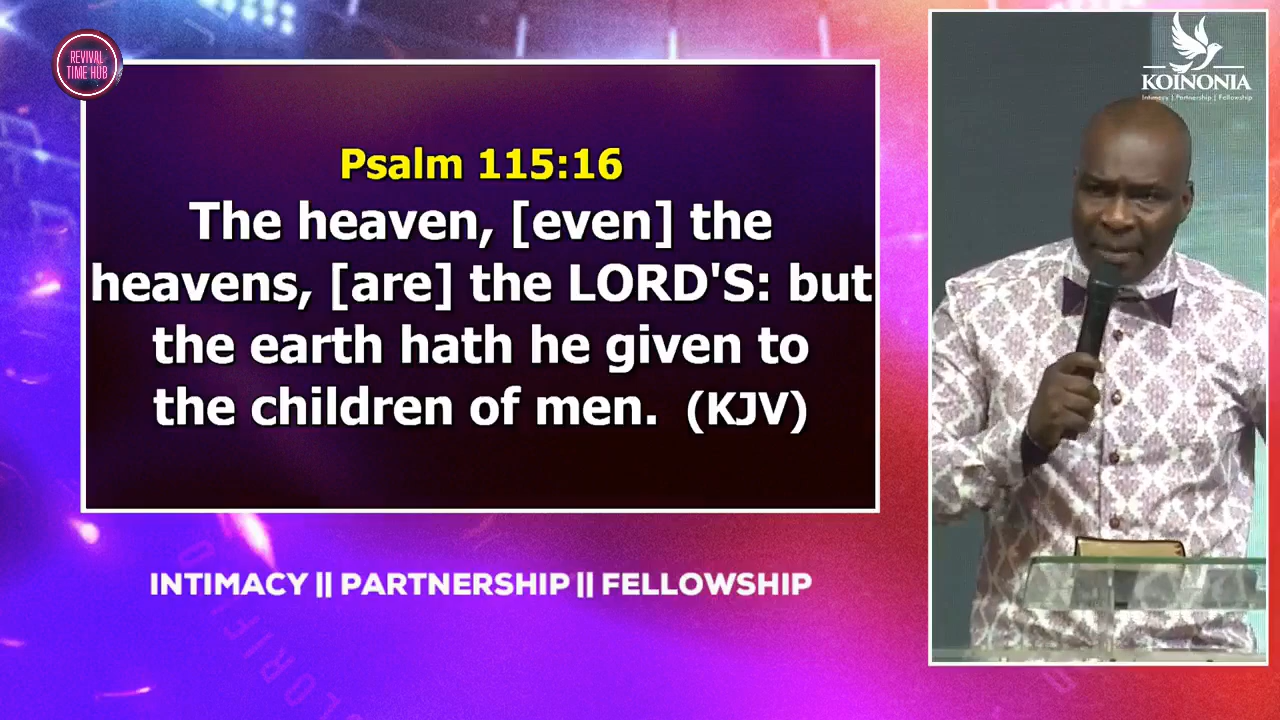 REVIVAL
TIME HUB
Psalm 115:16
The heaven, [even] the
heavens, [are] the LORD'S: but
the earth hath he given to
the children of men. (KJV)
INTIMACY || PARTNERSHIP || FELLOWSHIP
KOINONIA
Intimacy | Partnership | Fellowship